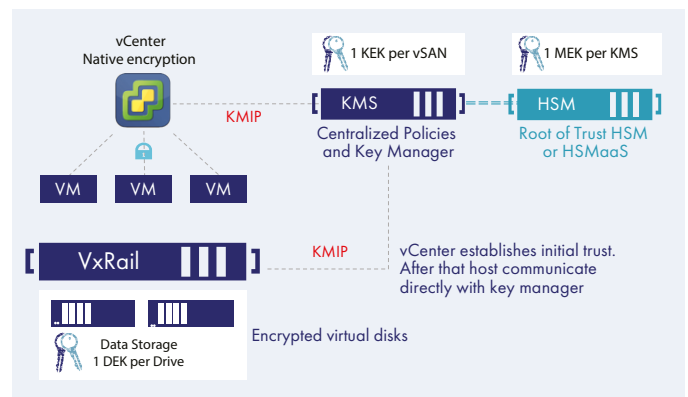 vCenter
Native encryption
1 KEK per vSAN
1 MEK per KMS
KMIP
KMS
HSM
Centralized Policies
and Key Manager
Root of Trust HSM
or HSMaaS
VM
VM
VM
VxRail
KMIP
vCenter establishes initial trust.
After that host communicate
directly with key manager
Data Storage
1 DEK per Drive
Encrypted virtual disks